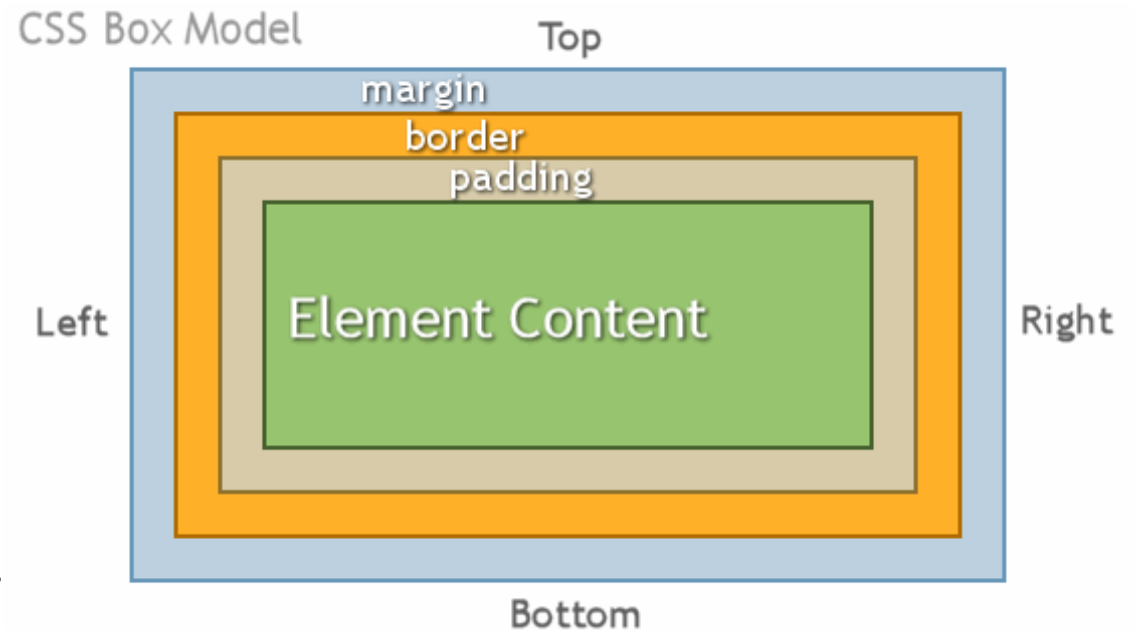 CSS Box Model
Top
margin
border
padding
Element Content
Left
Right
Bottom